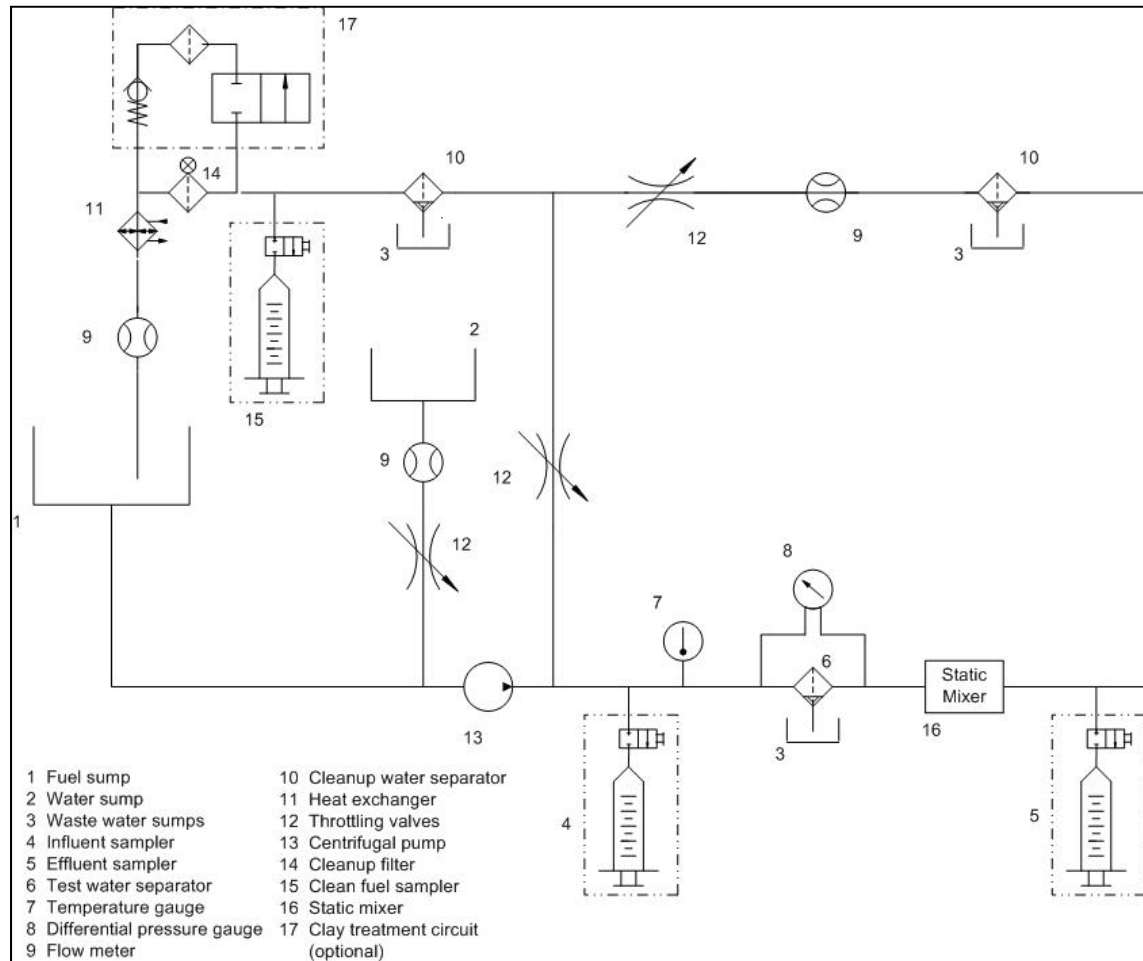 17
14
10
10
11
3
12
9
3
9
2
15
9
12
12
1
8
7
6
Static
Mixer
13
3
16
4
5
1 Fuel sump
2 Water sump
3 Waste water sumps
4 Influent sampler
5 Effluent sampler
6 Test water separator
7 Temperature gauge
8 Differential pressure gauge
9 Flow meter
10 Cleanup water separator
11 Heat exchanger
12 Throttling valves
13 Centrifugal pump
14 Cleanup filter
15 Clean fuel sampler
16 Static mixer
17 Clay treatment circuit
(optional)